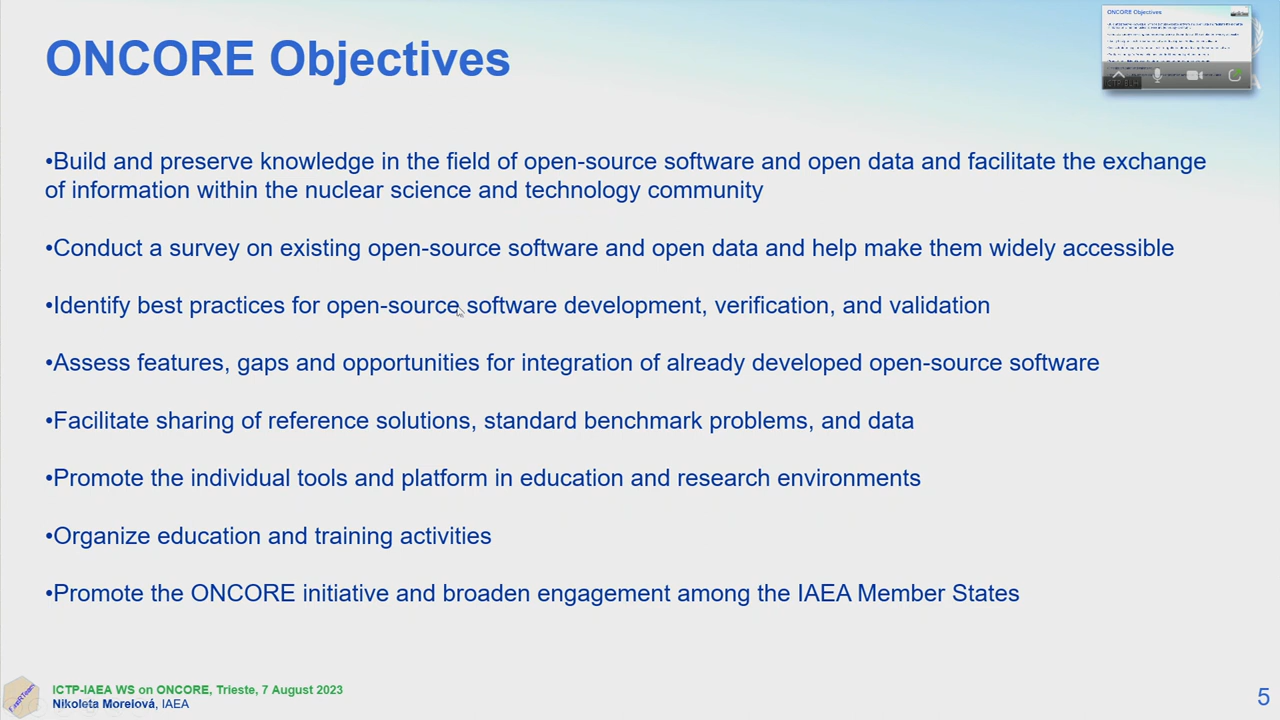 ONCORE Objectives
ONCORE Objectives
•Build and preserve knowledge in the field of open-source software and open data and facilitate the exchange
of information within the nuclear science and technology community
•Conduct a survey on existing open-source software and open data and help make them widely accessible
•Identify best practices for open-source software development, verification, and validation
•Assess features, gaps and opportunities for integration of already developed open-source software
•Facilitate sharing of reference solutions, standard benchmark problems, and data
•Promote the individual tools and platform in education and research environments
•Organize education and training activities
•Promote the ONCORE initiative and broaden engagement among the IAEA Member States
ICTP-IAEA WS on ONCORE, Trieste, 7 August 2023
Nikoleta Morelová, IAEA
5